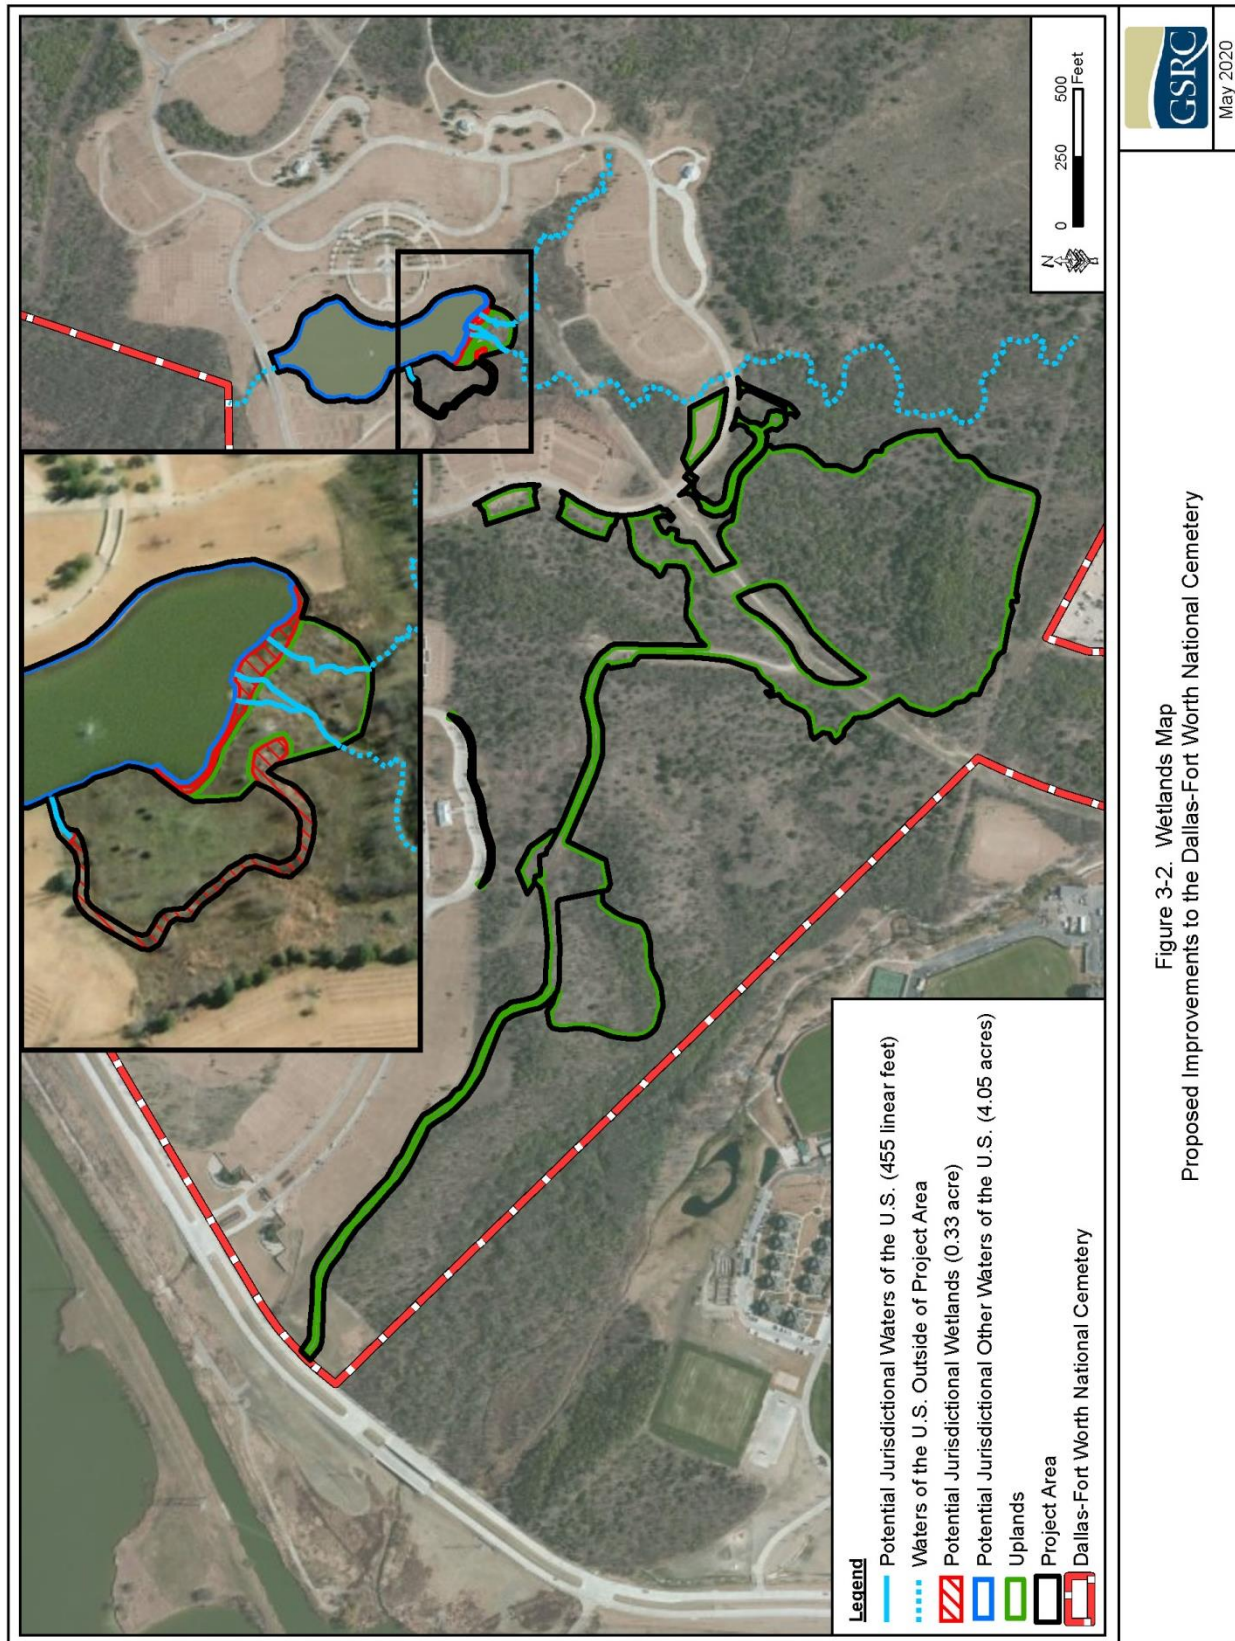 Legend
Potential Jurisdictional Waters of the U.S. (455 linear feet)
Waters of the U.S. Outside of Project Area
Potential Jurisdictional Wetlands (0.33 acre)
Potential Jurisdictional Other Waters of the U.S. (4.05 acres)
Uplands
Project Area
Dallas-Fort Worth National Cemetery
N
0 250 500
Feet
Figure 3-2. Wetlands Map
Proposed Improvements to the Dallas-Fort Worth National Cemetery
GSRC
May 2020